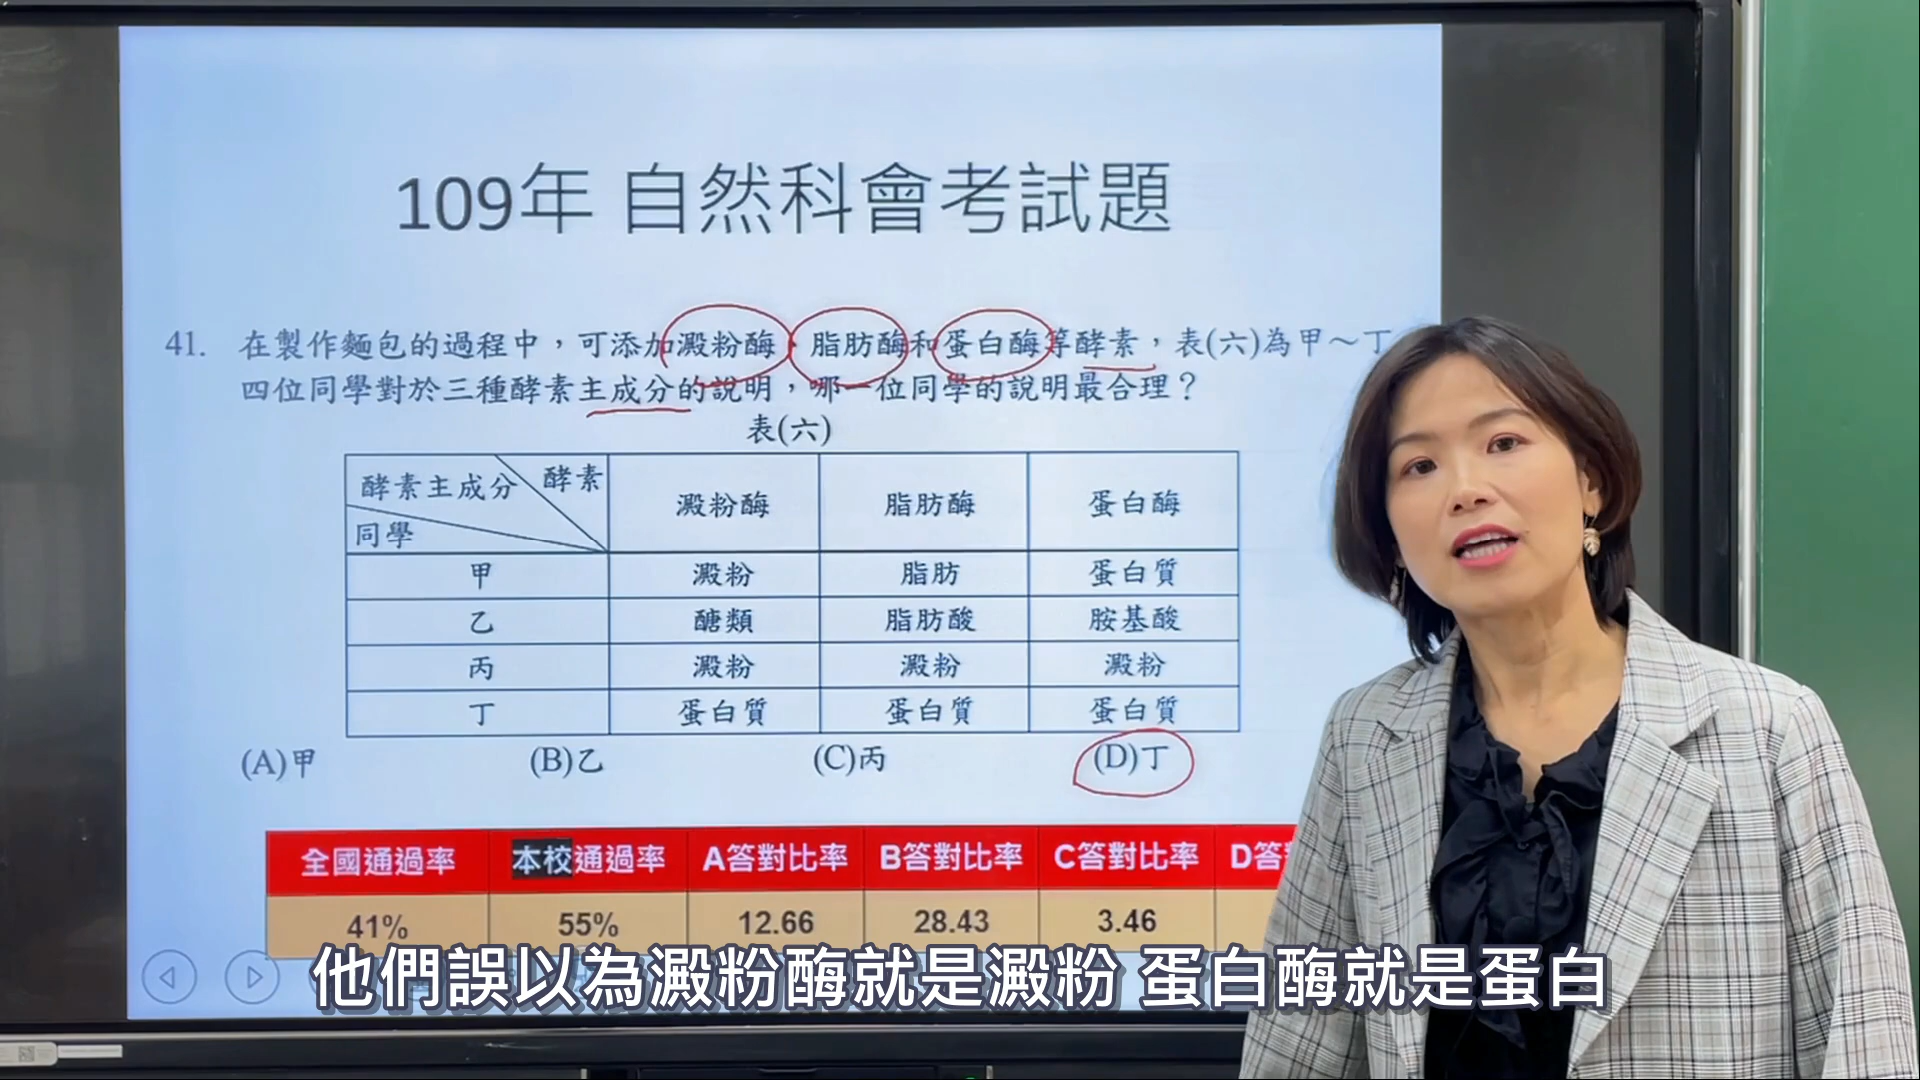 109年 自然科會考試題
41. 在製作麵包的過程中，可添加澱粉酶、脂肪酶和蛋白酶等酵素，表(六)為甲～丁
四位同學對於三種酵素主成分的說明，哪一位同學的說明最合理？
表(六)
酵素主成分 酵素 澱粉酶 脂肪酶 蛋白酶
同學
甲 澱粉 脂肪 蛋白質
乙 醣類 脂肪酸 胺基酸
丙 澱粉 澱粉 澱粉
丁 蛋白質 蛋白質 蛋白質
(A)甲 (B)乙 (C)丙 (D)丁
全國通過率 本校通過率 A答對比率 B答對比率 C答對比率 D答
41% 55% 12.66 28.43 3.46
他們誤以為澱粉酶就是澱粉 蛋白酶就是蛋白